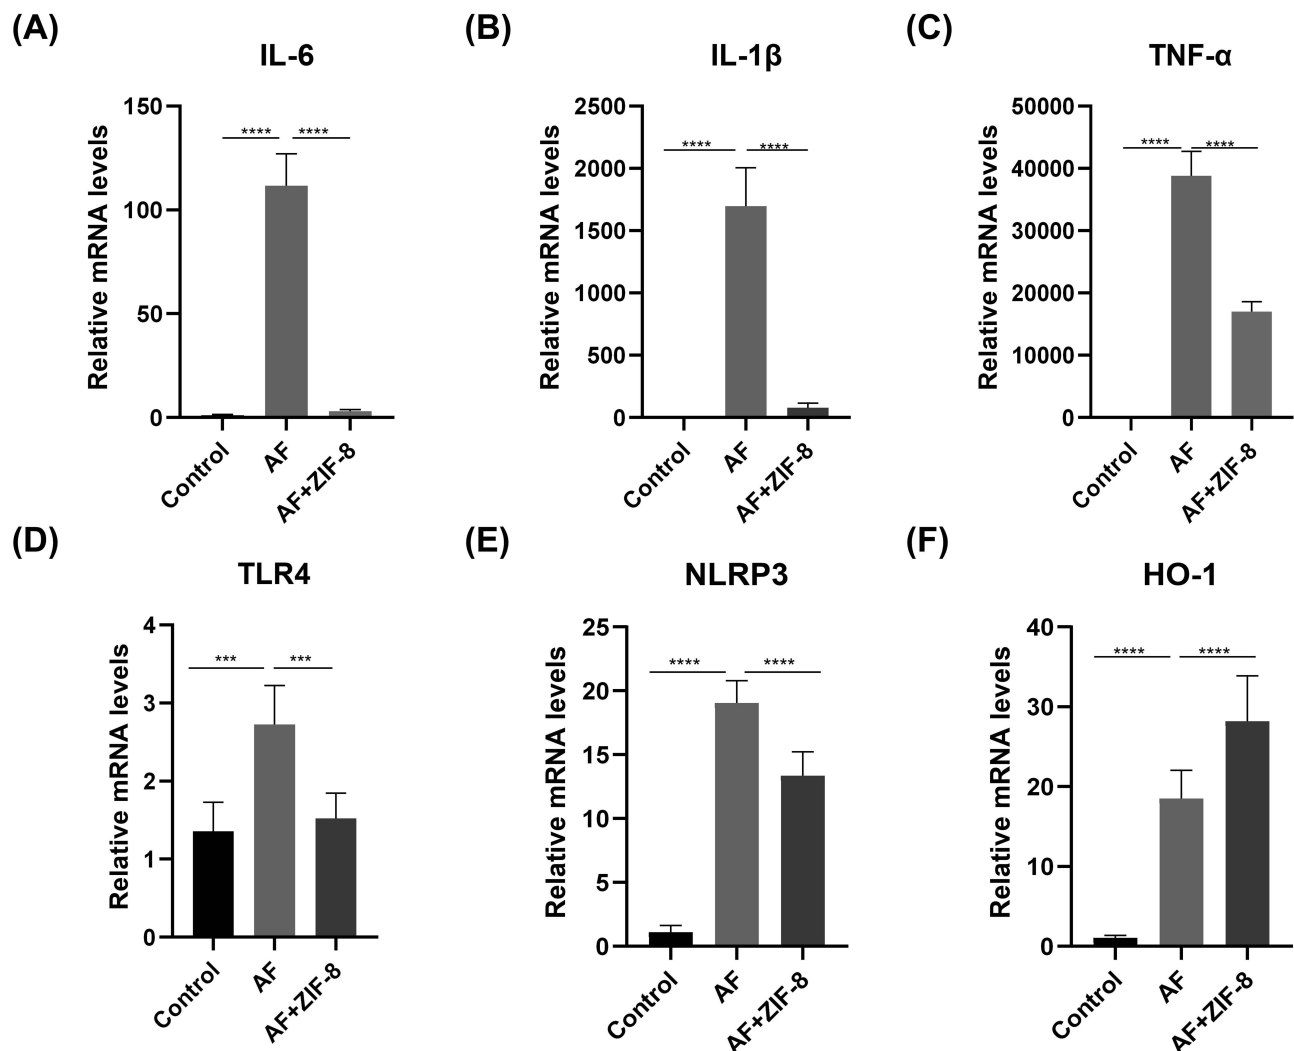 (A)
IL-6
Relative mRNA levels
150
100
50
0
**** ****
Control
AF
AF+ZIF-8
(B)
IL-1β
Relative mRNA levels
2500
2000
1500
1000
500
0
**** ****
Control
AF
AF+ZIF-8
(C)
TNF-α
Relative mRNA levels
50000
40000
30000
20000
10000
0
**** ****
Control
AF
AF+ZIF-8
(D)
TLR4
Relative mRNA levels
4
3
2
1
0
*** ***
Control
AF
AF+ZIF-8
(E)
NLRP3
Relative mRNA levels
25
20
15
10
5
0
**** ****
Control
AF
AF+ZIF-8
(F)
HO-1
Relative mRNA levels
40
30
20
10
0
**** ****
Control
AF
AF+ZIF-8